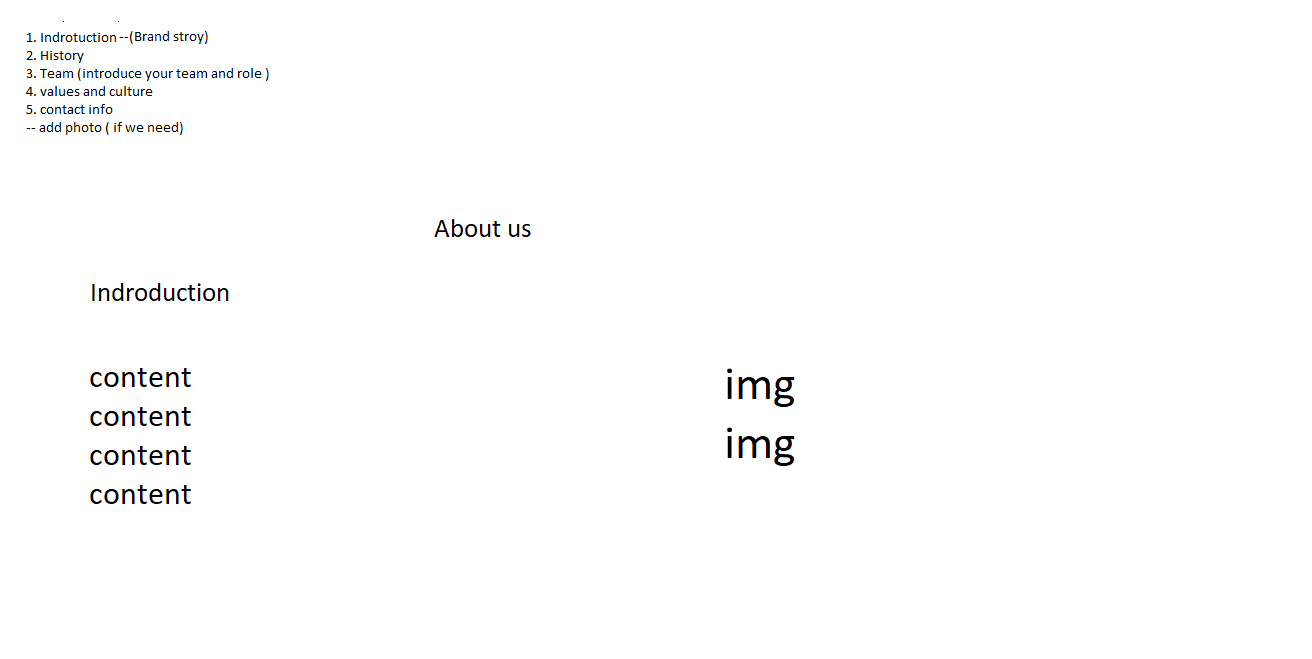 1. Indrotuction --(Brand stroy)
2. History
3. Team (introduce your team and role )
4. values and culture
5. contact info
-- add photo ( if we need)
About us
Indroduction
content
content
content
content
img
img